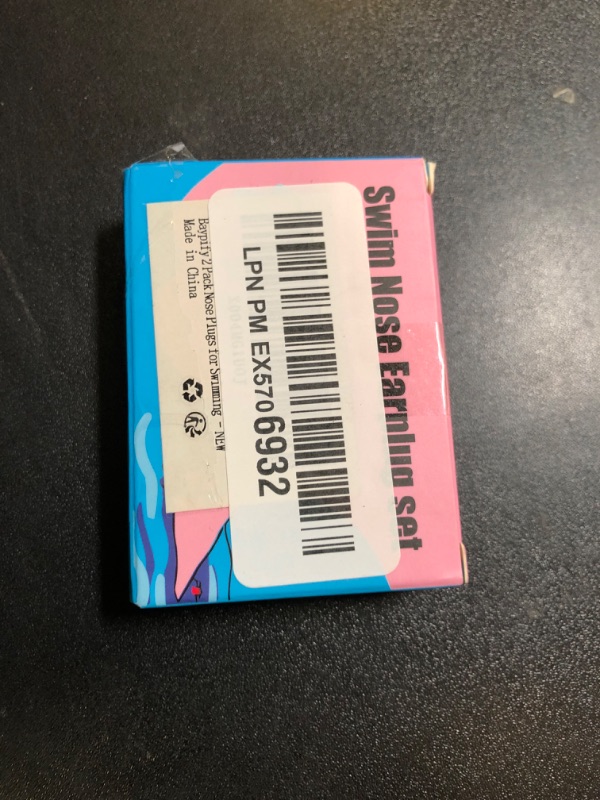 Swim Nose Earplug set
LPN PM EX5706932
Baypify 2 Pack Nose Plugs for Swimming - NEW
Made in China